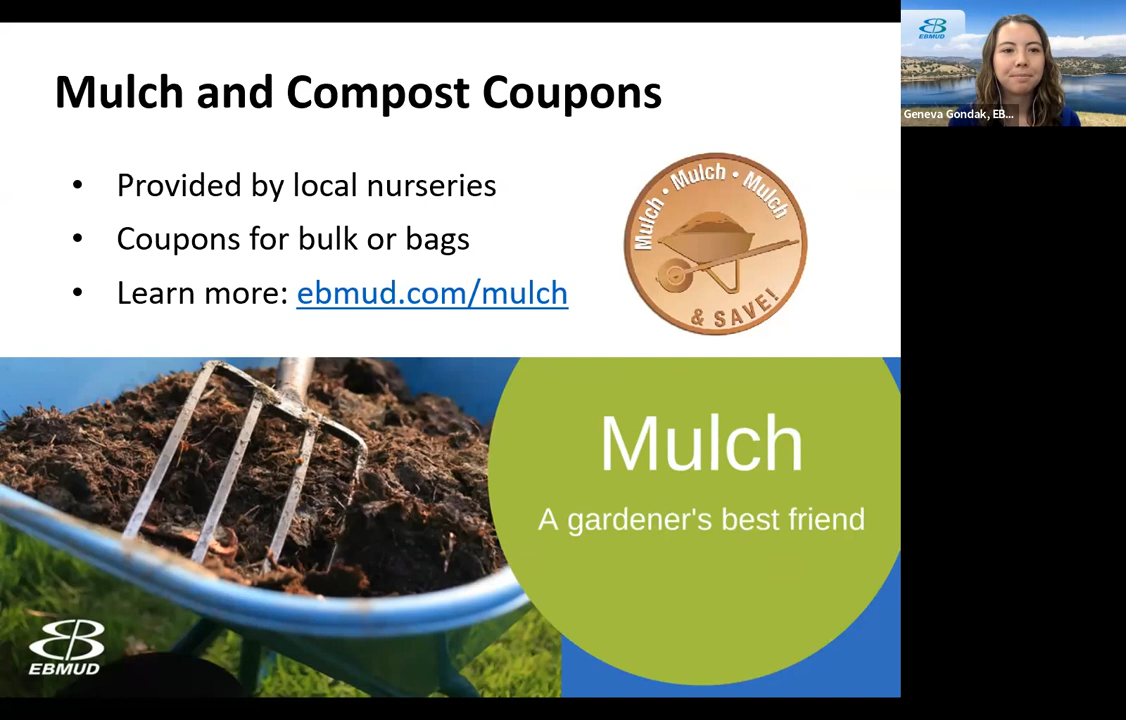 Mulch and Compost Coupons
EBMUD
Geneva Gondak, EB...
• Provided by local nurseries
• Coupons for bulk or bags
• Learn more: ebmud.com/mulch
Mulch • Mulch • Mulch
& SAVE!
Mulch
A gardener's best friend
EBMUD